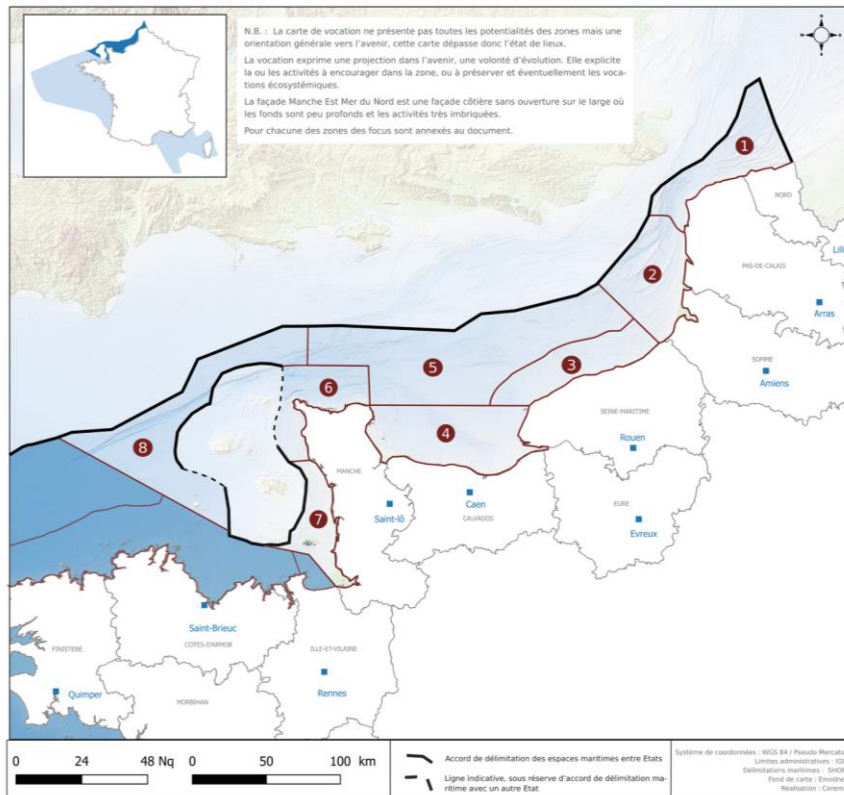 N.B. : La carte de vocation ne présente pas toutes les potentialités des zones mais une
orientation générale vers l'avenir, cette carte dépasse donc l'état de lieux.
La vocation exprime une projection dans l'avenir, une volonté d'évolution. Elle explicite
la ou les activités à encourager dans la zone, ou à préserver et éventuellement les voca-
tions écosystémiques.
La façade Manche Est Mer du Nord est une façade côtière sans ouverture sur le large où
les fonds sont peu profonds et les activités très imbriquées.
Pour chacune des zones des focus sont annexés au document.
N
1
NORD
Lill
2
PAS-DE-CALAIS
Arras
3
SOMME
Amiens
5
6
4
SEINE-MARITIME
Rouen
8
MANCHE
Saint-lô
Caen
CALVADOS
EURE
Evreux
7
Saint-Brieuc
COTES-D'ARMOR
FINISTERE
ILLE-ET-VILAINE
Quimper
MORBIHAN
Rennes
0 24 48 Nq
0 50 100 km
Accord de délimitation des espaces maritimes entre Etats
Ligne indicative, sous réserve d'accord de délimitation ma-
ritime avec un autre Etat
Système de coordonnées : WGS 84 / Pseudo Mercato
Limites administratives : IG
Délimitations maritimes : SHO
Fond de carte : Emodne
Réalisation : Cerem